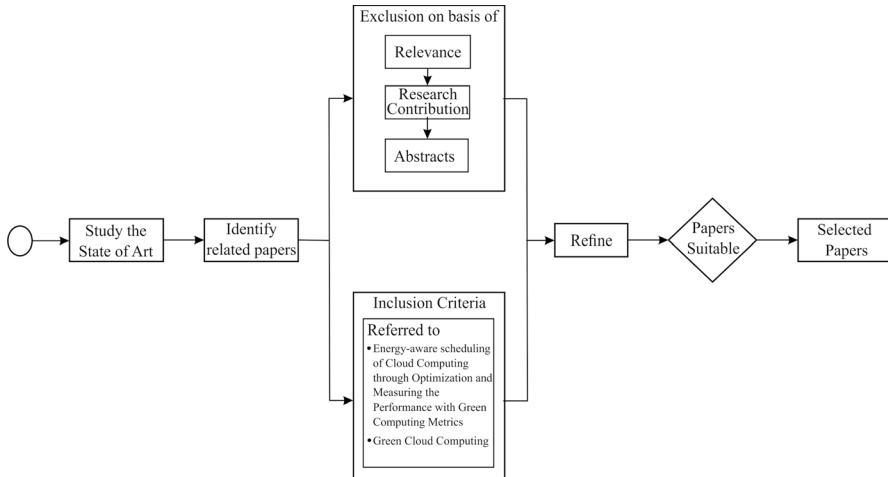 Study the
State of Art
Identify
related papers
Exclusion on basis of
Relevance
Research
Contribution
Abstracts
Inclusion Criteria
Referred to
• Energy-aware scheduling
of Cloud Computing
through Optimization and
Measuring the
Performance with Green
Computing Metrics
• Green Cloud Computing
Refine
Papers
Suitable
Selected
Papers